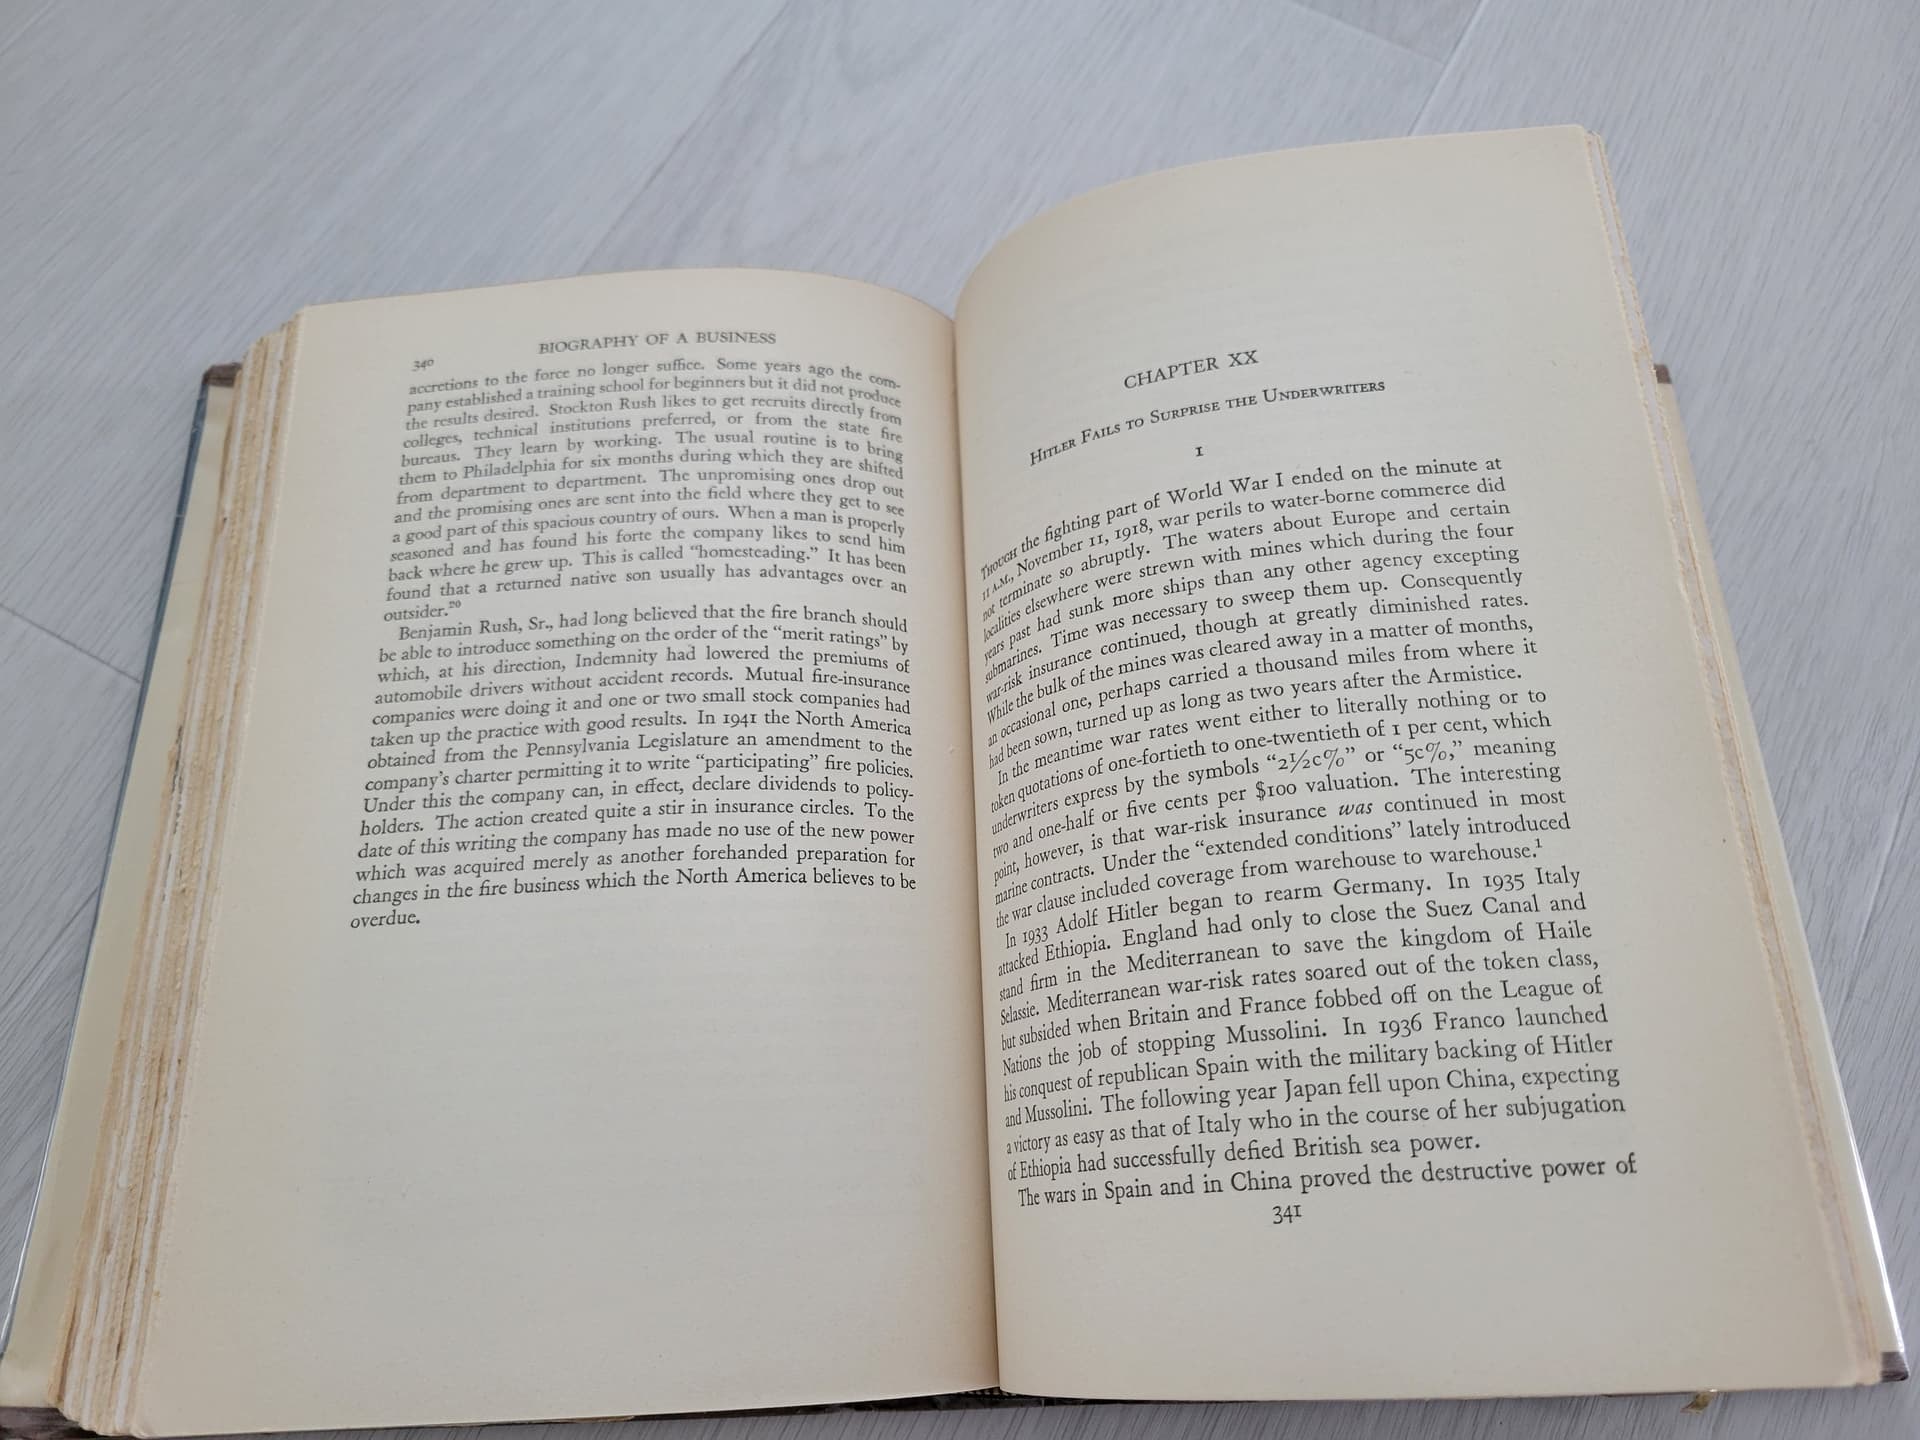 340
BIOGRAPHY OF A BUSINESS
accretions to the force no longer suffice. Some years ago the com-
pany established a training school for beginners but it did not produce
the results desired. Stockton Rush likes to get recruits directly from
colleges, technical institutions preferred, or from the state fire
bureaus. They learn by working. The usual routine is to bring
them to Philadelphia for six months during which they are shifted
from department to department. The unpromising ones drop out
and the promising ones are sent into the field where they get to see
a good part of this spacious country of ours. When a man is properly
seasoned and has found his forte the company likes to send him
back where he grew up. This is called “homesteading.” It has been
found that a returned native son usually has advantages over an
outsider.²⁰
Benjamin Rush, Sr., had long believed that the fire branch should
be able to introduce something on the order of the “merit ratings” by
which, at his direction, Indemnity had lowered the premiums of
automobile drivers without accident records. Mutual fire-insurance
companies were doing it and one or two small stock companies had
taken up the practice with good results. In 1941 the North America
obtained from the Pennsylvania Legislature an amendment to the
company’s charter permitting it to write “participating” fire policies.
Under this the company can, in effect, declare dividends to policy-
holders. The action created quite a stir in insurance circles. To the
date of this writing the company has made no use of the new power
which was acquired merely as another forehanded preparation for
changes in the fire business which the North America believes to be
overdue.
CHAPTER XX
HITLER FAILS TO SURPRISE THE UNDERWRITERS
I
THOUGH the fighting part of World War I ended on the minute at
11 A.M., November 11, 1918, war perils to water-borne commerce did
not terminate so abruptly. The waters about Europe and certain
localities elsewhere were strewn with mines which during the four
years past had sunk more ships than any other agency excepting
submarines. Time was necessary to sweep them up. Consequently
war-risk insurance continued, though at greatly diminished rates.
While the bulk of the mines was cleared away in a matter of months,
an occasional one, perhaps carried a thousand miles from where it
had been sown, turned up as long as two years after the Armistice.
In the meantime war rates went either to literally nothing or to
token quotations of one-fortieth to one-twentieth of 1 per cent, which
underwriters express by the symbols “2½c%” or “5c%,” meaning
two and one-half or five cents per $100 valuation. The interesting
point, however, is that war-risk insurance was continued in most
marine contracts. Under the “extended conditions” lately introduced
the war clause included coverage from warehouse to warehouse.¹
In 1933 Adolf Hitler began to rearm Germany. In 1935 Italy
attacked Ethiopia. England had only to close the Suez Canal and
stand firm in the Mediterranean to save the kingdom of Haile
Selassie. Mediterranean war-risk rates soared out of the token class,
but subsided when Britain and France fobbed off on the League of
Nations the job of stopping Mussolini. In 1936 Franco launched
his conquest of republican Spain with the military backing of Hitler
and Mussolini. The following year Japan fell upon China, expecting
a victory as easy as that of Italy who in the course of her subjugation
of Ethiopia had successfully defied British sea power.
The wars in Spain and in China proved the destructive power of
341